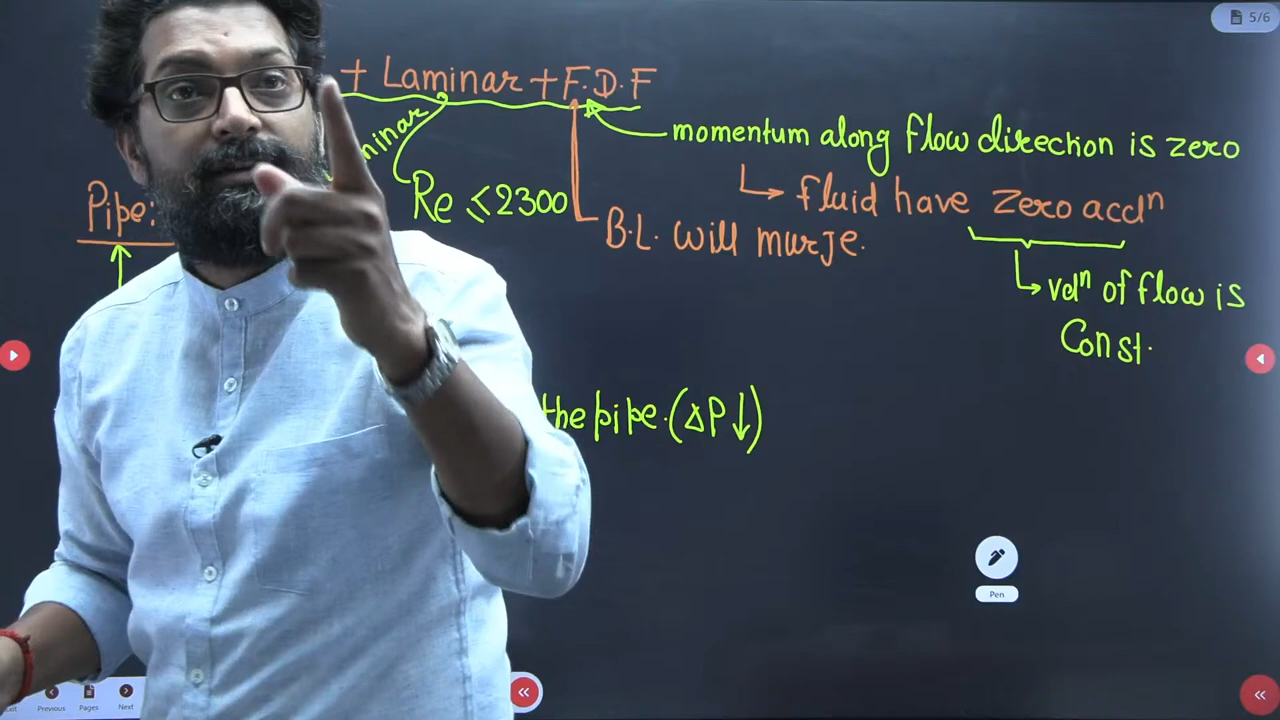 5/6
+ Laminar + F.D.F
momentum along flow direction is zero
Re ⩽ 2300
Pipe:
fluid have zero accⁿ
B.L. will murje.
velⁿ of flow is
Const.
the pipe. (ΔP↓)
Pen
Previous
Pages
Next